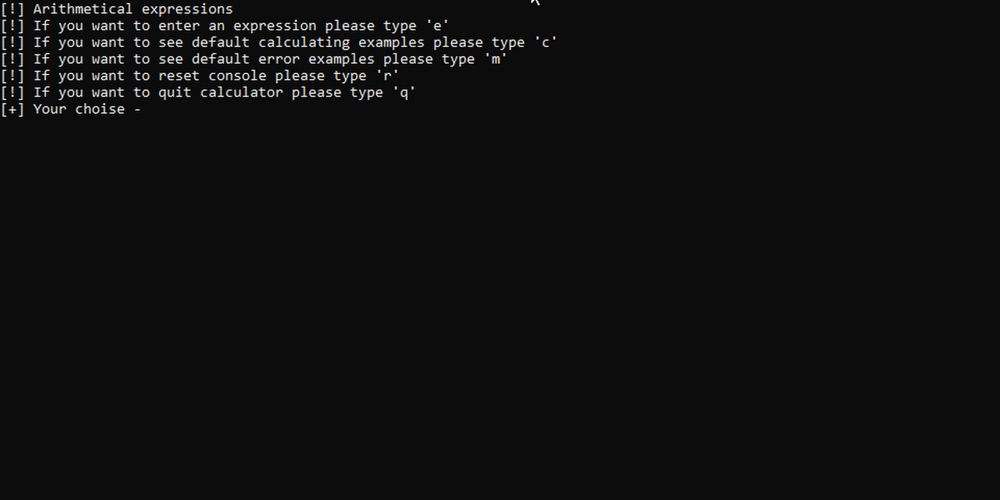 [!] Arithmetical expressions
[!] If you want to enter an expression please type 'e'
[!] If you want to see default calculating examples please type 'c'
[!] If you want to see default error examples please type 'm'
[!] If you want to reset console please type 'r'
[!] If you want to quit calculator please type 'q'
[+] Your choise -